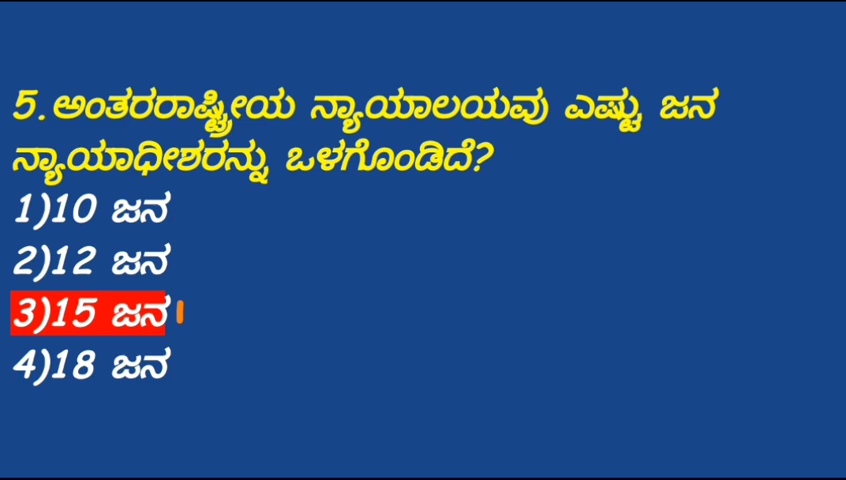 5.ಅಂತರರಾಷ್ಟ್ರೀಯ ನ್ಯಾಯಾಲಯವು ಎಷ್ಟು ಜನ
ನ್ಯಾಯಾಧೀಶರನ್ನು ಒಳಗೊಂಡಿದೆ?
1)10 ಜನ
2)12 ಜನ
3)15 ಜನ
4)18 ಜನ